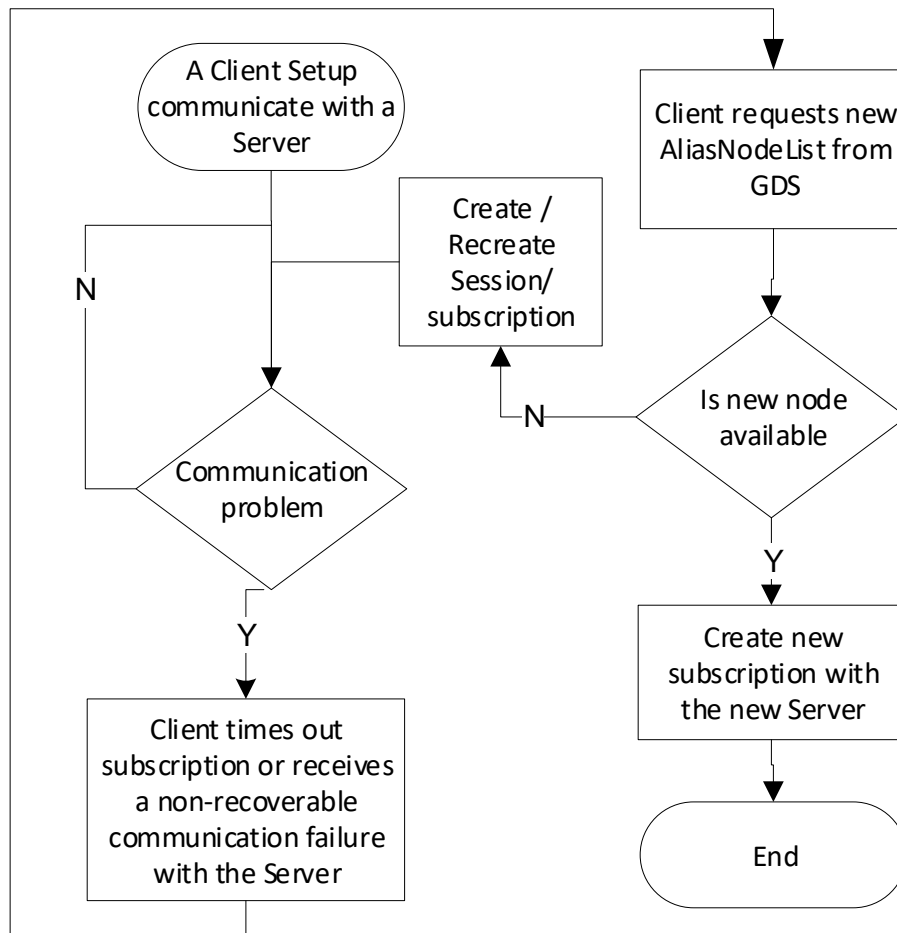 A Client Setup
communicate with a
Server
N
Communication
problem
Y
Client times out
subscription or receives
a non-recoverable
communication failure
with the Server
Client requests new
AliasNodeList from
GDS
Is new node
available
N
Create /
Recreate
Session/
subscription
Y
Create new
subscription with
the new Server
End